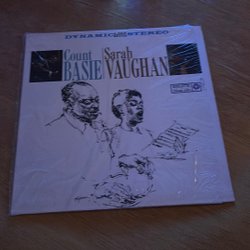 DYNAMIC STEREO
Count Sarah
BASIE/VAUGHAN